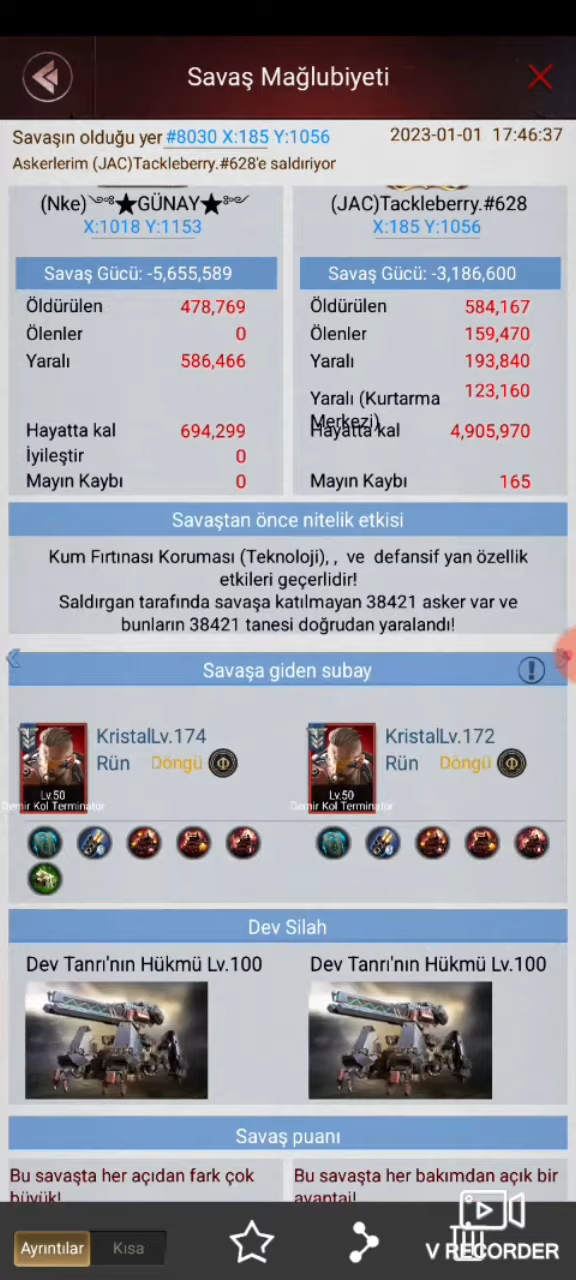 Savaş Mağlubiyeti
Savaşın olduğu yer #8030 X:185 Y:1056 2023-01-01 17:46:37
Askerlerim (JAC)Tackleberry.#628'e saldırıyor
(Nke)༺★GÜNAY★༻ (JAC)Tackleberry.#628
X:1018 Y:1153 X:185 Y:1056
Savaş Gücü: -5,655,589 Savaş Gücü: -3,186,600
Öldürülen 478,769 Öldürülen 584,167
Ölenler 0 Ölenler 159,470
Yaralı 586,466 Yaralı 193,840
Yaralı (Kurtarma Merkezi) 123,160
Hayatta kal 694,299 Hayatta kal 4,905,970
İyileştir 0
Mayın Kaybı 0 Mayın Kaybı 165
Savaştan önce nitelik etkisi
Kum Fırtınası Koruması (Teknoloji), , ve defansif yan özellik
etkileri geçerlidir!
Saldırgan tarafında savaşa katılmayan 38421 asker var ve
bunların 38421 tanesi doğrudan yaralandı!
Savaşa giden subay
KristalLv.174 KristalLv.172
Rün Döngü Rün Döngü
Lv.50 Lv.50
Demir Kol Terminatör Demir Kol Terminatör
Dev Silah
Dev Tanrı'nın Hükmü Lv.100 Dev Tanrı'nın Hükmü Lv.100
Savaş puanı
Bu savaşta her açıdan fark çok Bu savaşta her bakımdan açık bir
büyük! avantaj!
Ayrıntılar Kısa
V RECORDER